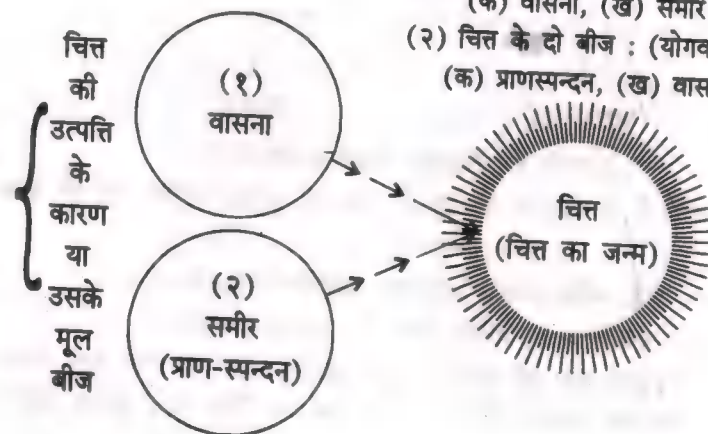 (क) वासना, (ख) समीर
(२) चित्त के दो बीज : (योगव
(क) प्राणस्पन्दन, (ख) वास
चित्त
की
उत्पत्ति
के
कारण
या
उसके
मूल
बीज
(१)
वासना
(२)
समीर
(प्राण-स्पन्दन)
चित्त
(चित्त का जन्म)